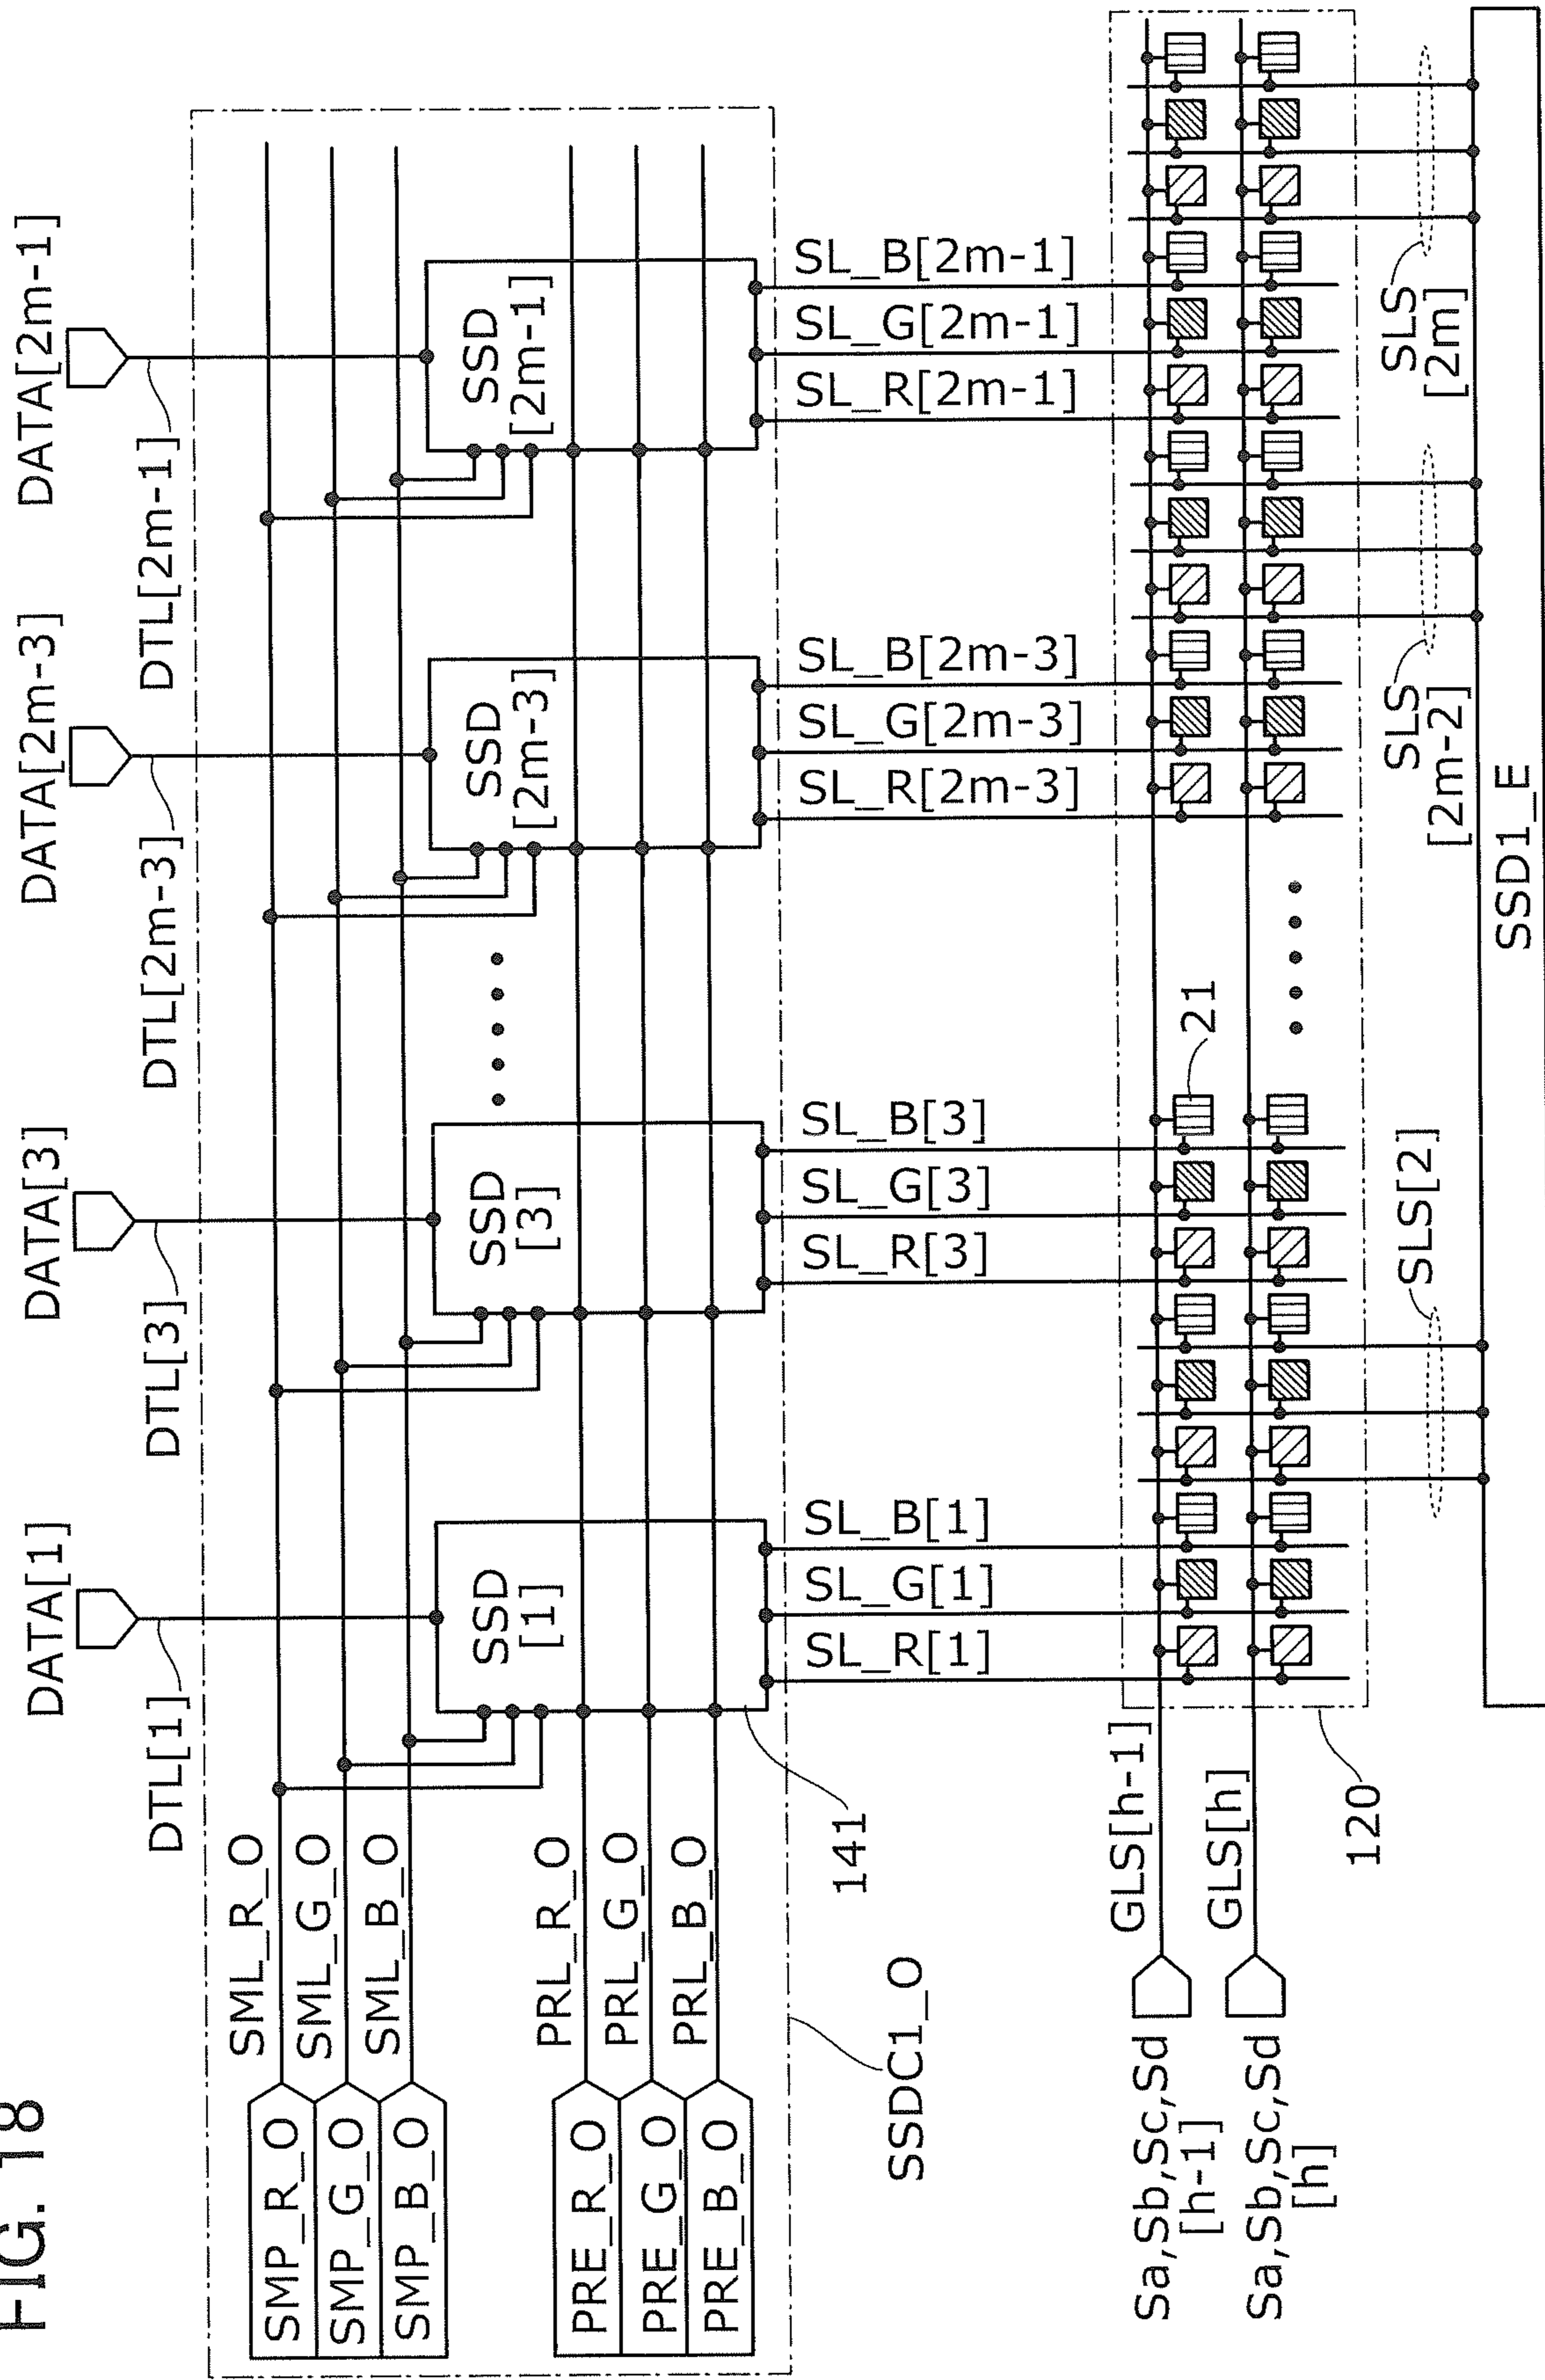 FIG. 18
DATA[1]
DATA[3]
DATA[2m-3]
DATA[2m-1]
DTL[1]
DTL[3]
DTL[2m-3]
DTL[2m-1]
SMP_R_O
SML_R_O
SMP_G_O
SML_G_O
SMP_B_O
SML_B_O
PRE_R_O
PRL_R_O
PRE_G_O
PRL_G_O
PRE_B_O
PRL_B_O
SSD
[1]
SSD
[3]
SSD
[2m-3]
SSD
[2m-1]
141
SSDC1_O
SL_R[1]
SL_G[1]
SL_B[1]
SL_R[3]
SL_G[3]
SL_B[3]
SL_R[2m-3]
SL_G[2m-3]
SL_B[2m-3]
SL_R[2m-1]
SL_G[2m-1]
SL_B[2m-1]
21
Sa,Sb,Sc,Sd
[h-1]
GLS[h-1]
Sa,Sb,Sc,Sd
[h]
GLS[h]
120
SLS[2]
SLS
[2m-2]
SLS
[2m]
SSD1_E